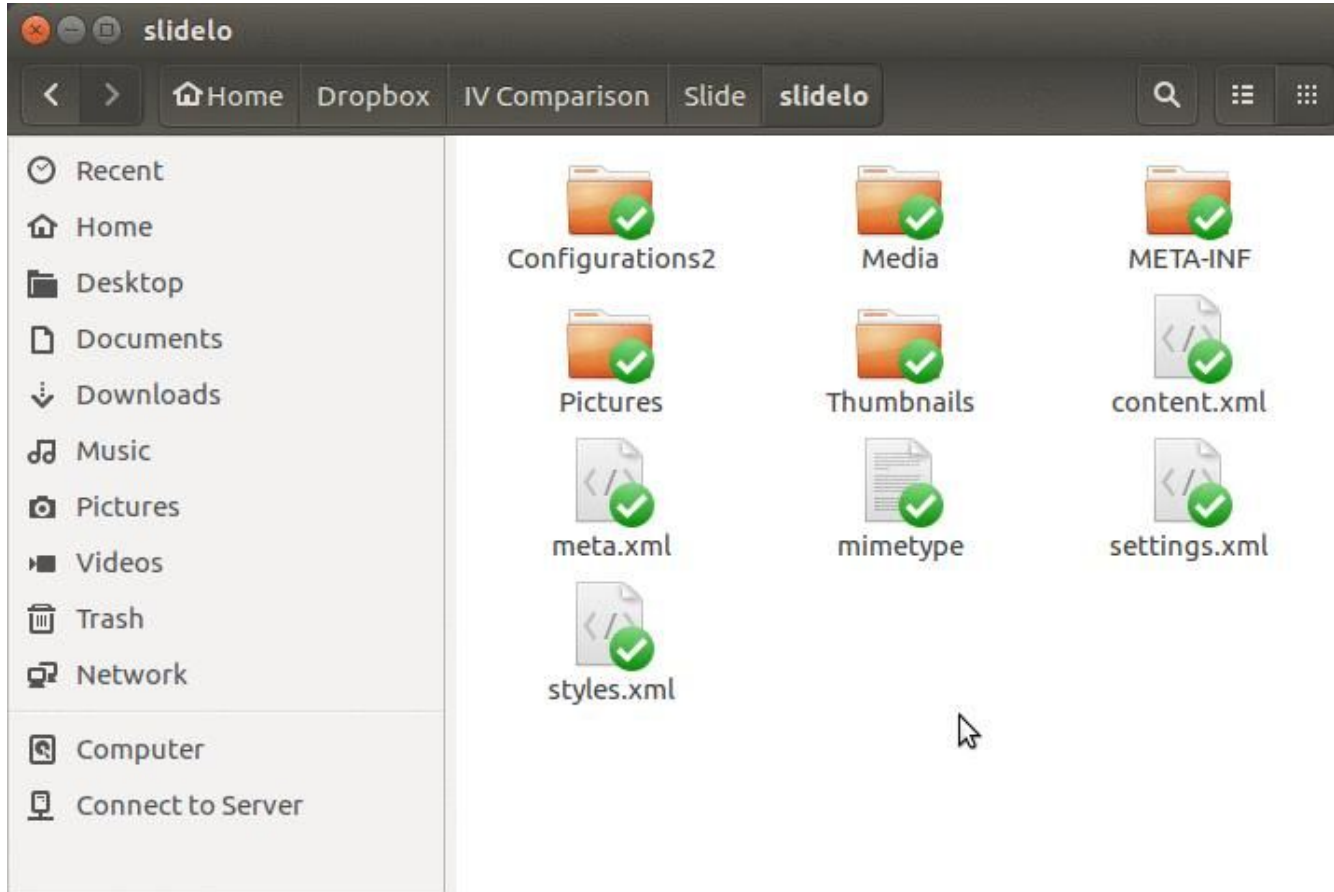 slidelo
Home Dropbox IV Comparison Slide slidelo
Recent
Home
Desktop
Documents
Downloads
Music
Pictures
Videos
Trash
Network
Computer
Connect to Server
Configurations2 Media META-INF
Pictures Thumbnails content.xml
meta.xml mimetype settings.xml
styles.xml